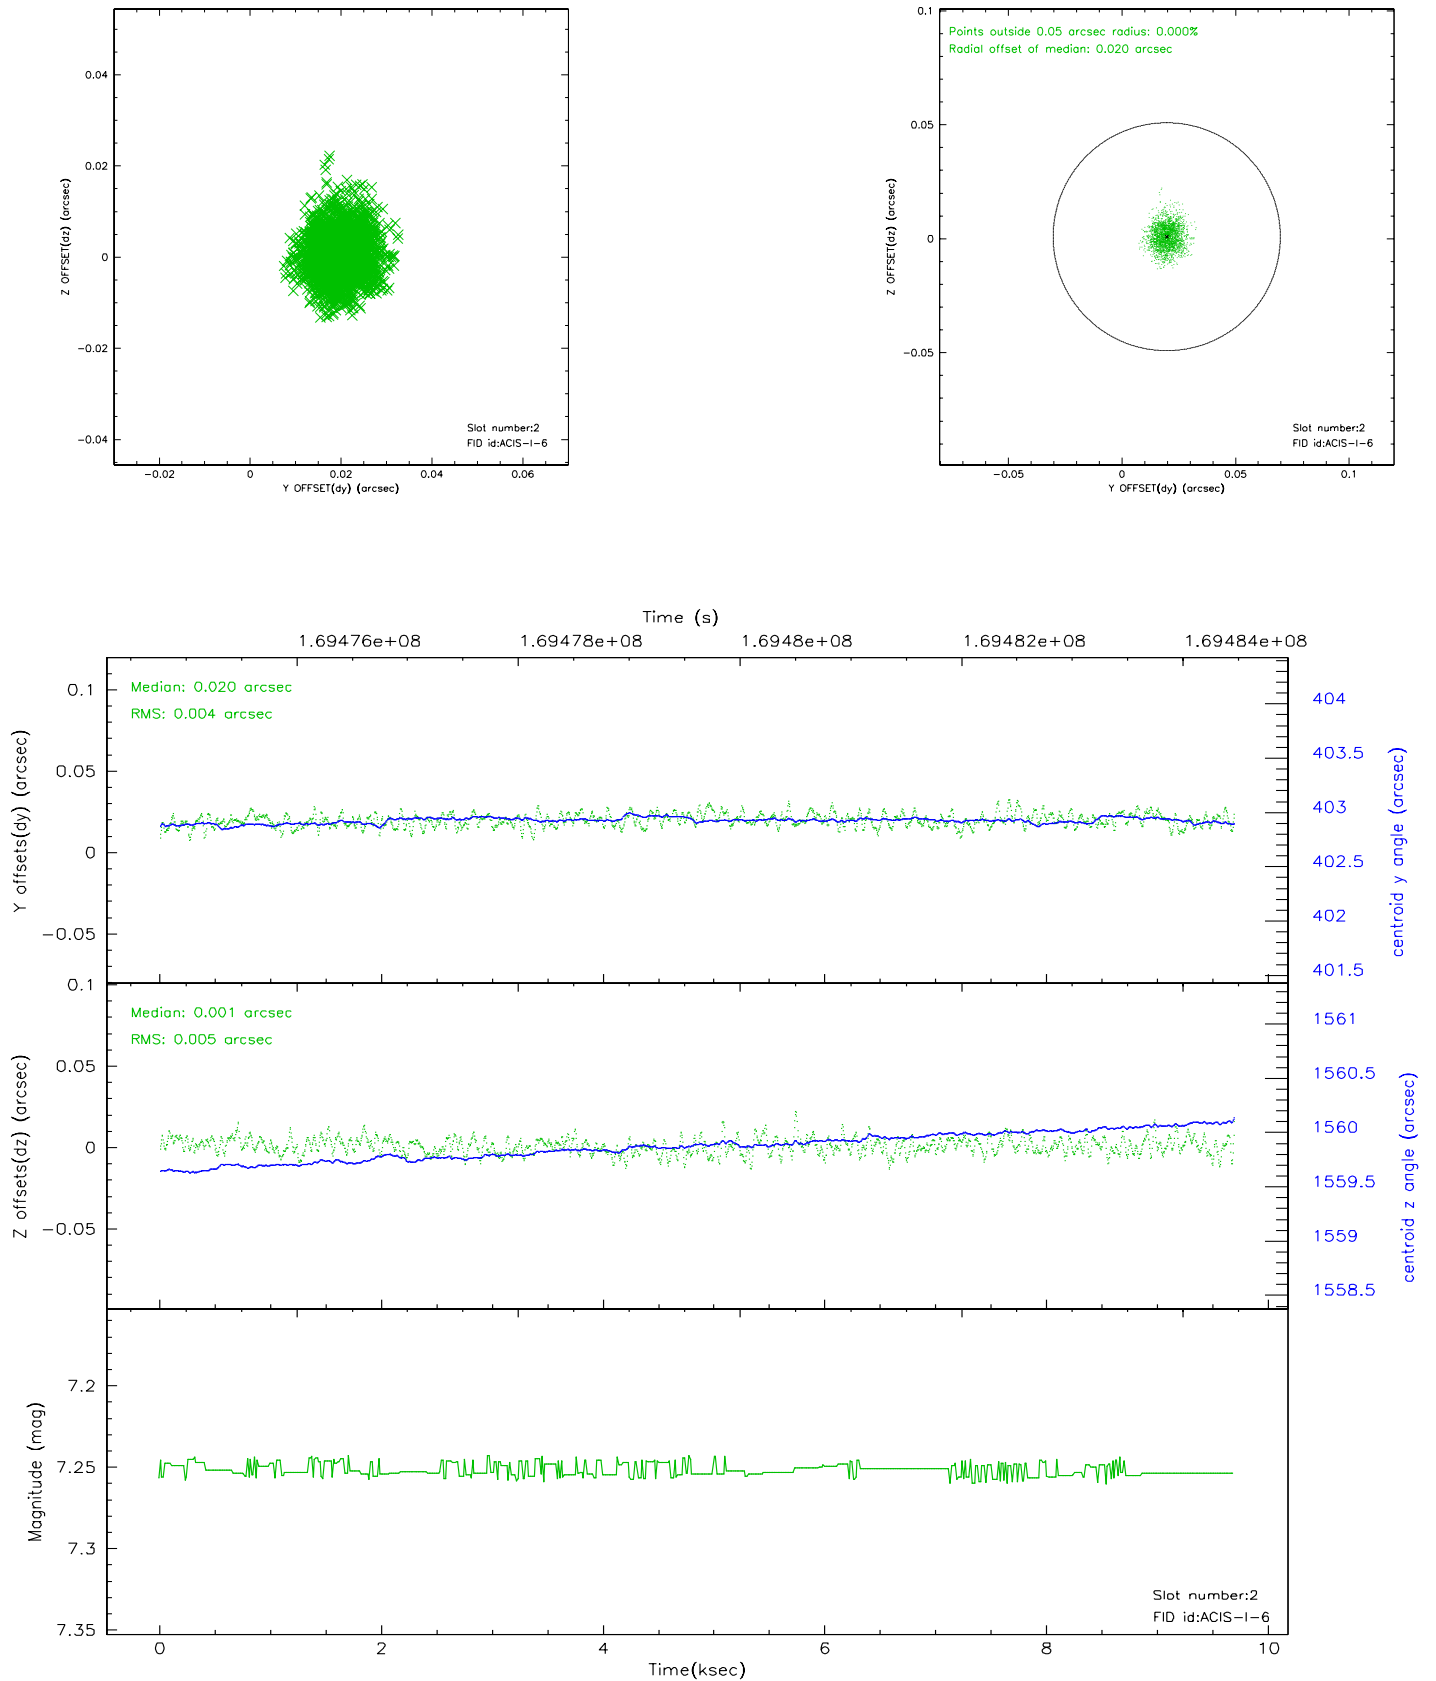 0.04
0.02
0
−0.02
−0.04
Z OFFSET(dz) (arcsec)
Slot number:2
FID id:ACIS−I−6
−0.02 0 0.02 0.04 0.06
Y OFFSET(dy) (arcsec)
0.1
0.05
0
−0.05
Z OFFSET(dz) (arcsec)
Points outside 0.05 arcsec radius: 0.000%
Radial offset of median: 0.020 arcsec
Slot number:2
FID id:ACIS−I−6
−0.05 0 0.05 0.1
Y OFFSET(dy) (arcsec)
Time (s)
1.69476e+08 1.69478e+08 1.6948e+08 1.69482e+08 1.69484e+08
Y offsets(dy) (arcsec)
0.1
0.05
0
−0.05
Median: 0.020 arcsec
RMS: 0.004 arcsec
404
403.5
403
402.5
402
401.5
centroid y angle (arcsec)
Z offsets(dz) (arcsec)
0.1
0.05
0
−0.05
Median: 0.001 arcsec
RMS: 0.005 arcsec
1561
1560.5
1560
1559.5
1559
1558.5
centroid z angle (arcsec)
Magnitude (mag)
7.2
7.25
7.3
7.35
Slot number:2
FID id:ACIS−I−6
0 2 4 6 8 10
Time(ksec)